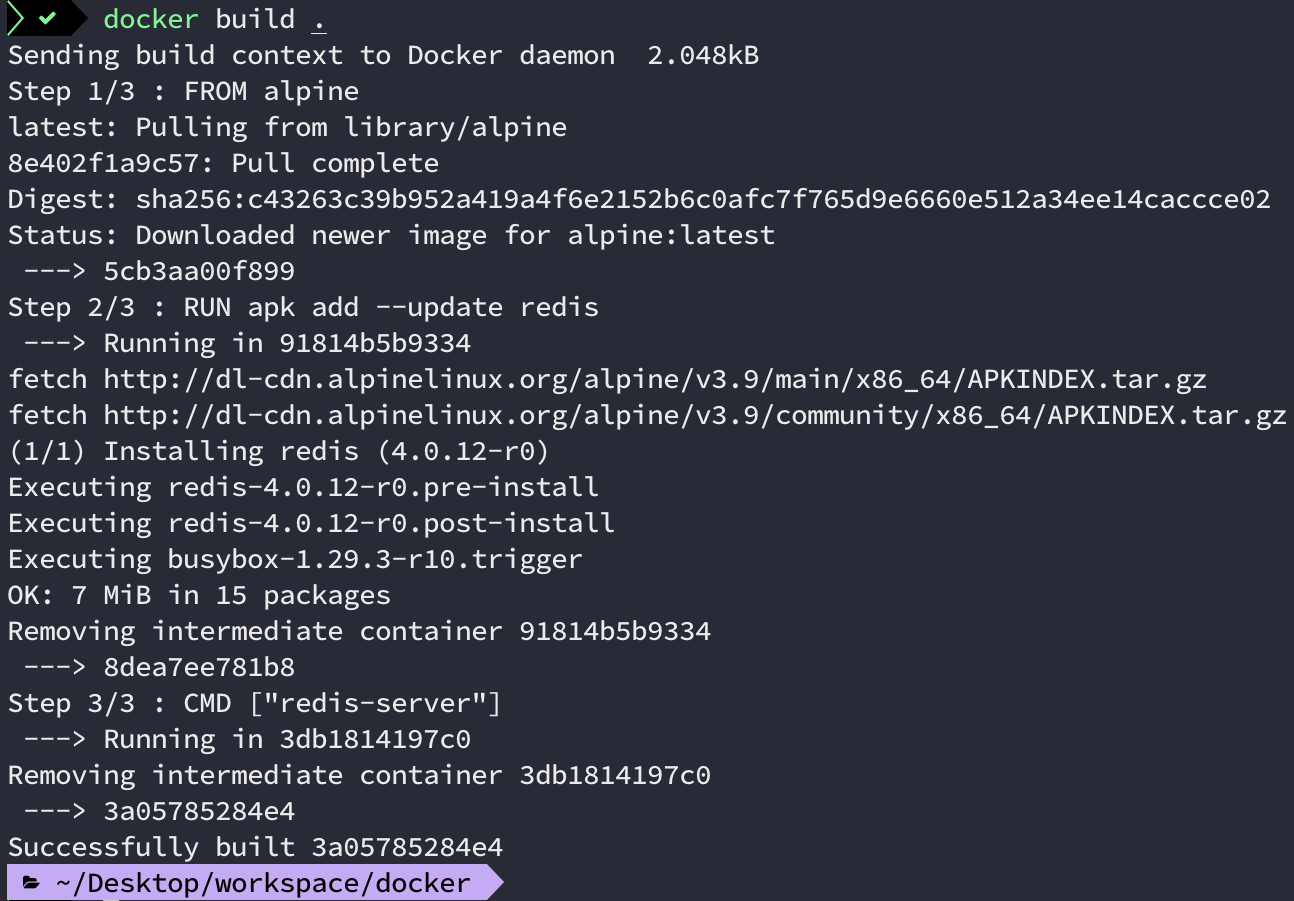 docker build .
Sending build context to Docker daemon  2.048kB
Step 1/3 : FROM alpine
latest: Pulling from library/alpine
8e402f1a9c57: Pull complete
Digest: sha256:c43263c39b952a419a4f6e2152b6c0afc7f765d9e6660e512a34ee14caccce02
Status: Downloaded newer image for alpine:latest
 ---> 5cb3aa00f899
Step 2/3 : RUN apk add --update redis
 ---> Running in 91814b5b9334
fetch http://dl-cdn.alpinelinux.org/alpine/v3.9/main/x86_64/APKINDEX.tar.gz
fetch http://dl-cdn.alpinelinux.org/alpine/v3.9/community/x86_64/APKINDEX.tar.gz
(1/1) Installing redis (4.0.12-r0)
Executing redis-4.0.12-r0.pre-install
Executing redis-4.0.12-r0.post-install
Executing busybox-1.29.3-r10.trigger
OK: 7 MiB in 15 packages
Removing intermediate container 91814b5b9334
 ---> 8dea7ee781b8
Step 3/3 : CMD ["redis-server"]
 ---> Running in 3db1814197c0
Removing intermediate container 3db1814197c0
 ---> 3a05785284e4
Successfully built 3a05785284e4
~/Desktop/workspace/docker